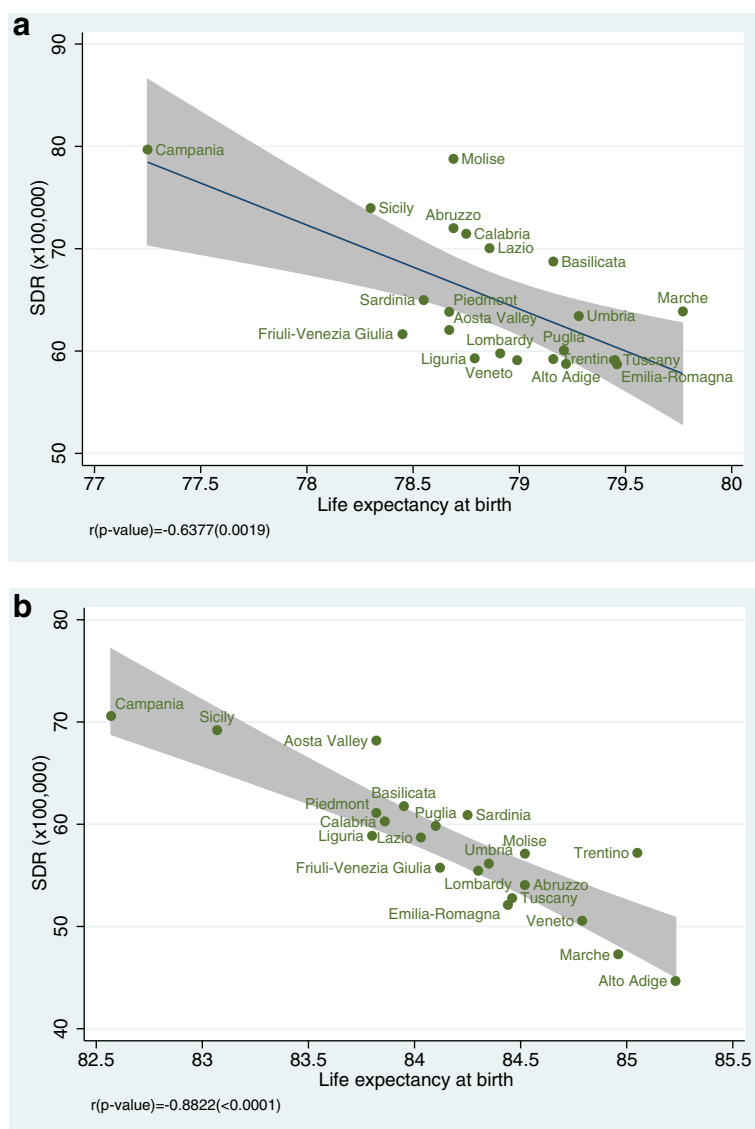 a
90
80
70
60
50
SDR (x100,000)
Campania
Molise
Sicily
Abruzzo
Calabria
Lazio
Basilicata
Sardinia
Piedmont
Marche
Aosta Valley
Umbria
Friuli-Venezia Giulia
Lombardy
Puglia
Liguria
Veneto
Trentino
Tuscany
Alto Adige
Emilia-Romagna
77 77.5 78 78.5 79 79.5 80
Life expectancy at birth
r(p-value)=-0.6377(0.0019)
b
80
70
60
50
40
SDR (x100,000)
Campania
Sicily
Aosta Valley
Basilicata
Piedmont
Puglia
Sardinia
Calabria
Liguria
Lazio
Molise
Umbria
Trentino
Friuli-Venezia Giulia
Lombardy
Abruzzo
Tuscany
Emilia-Romagna
Veneto
Marche
Alto Adige
82.5 83 83.5 84 84.5 85 85.5
Life expectancy at birth
r(p-value)=-0.8822(<0.0001)